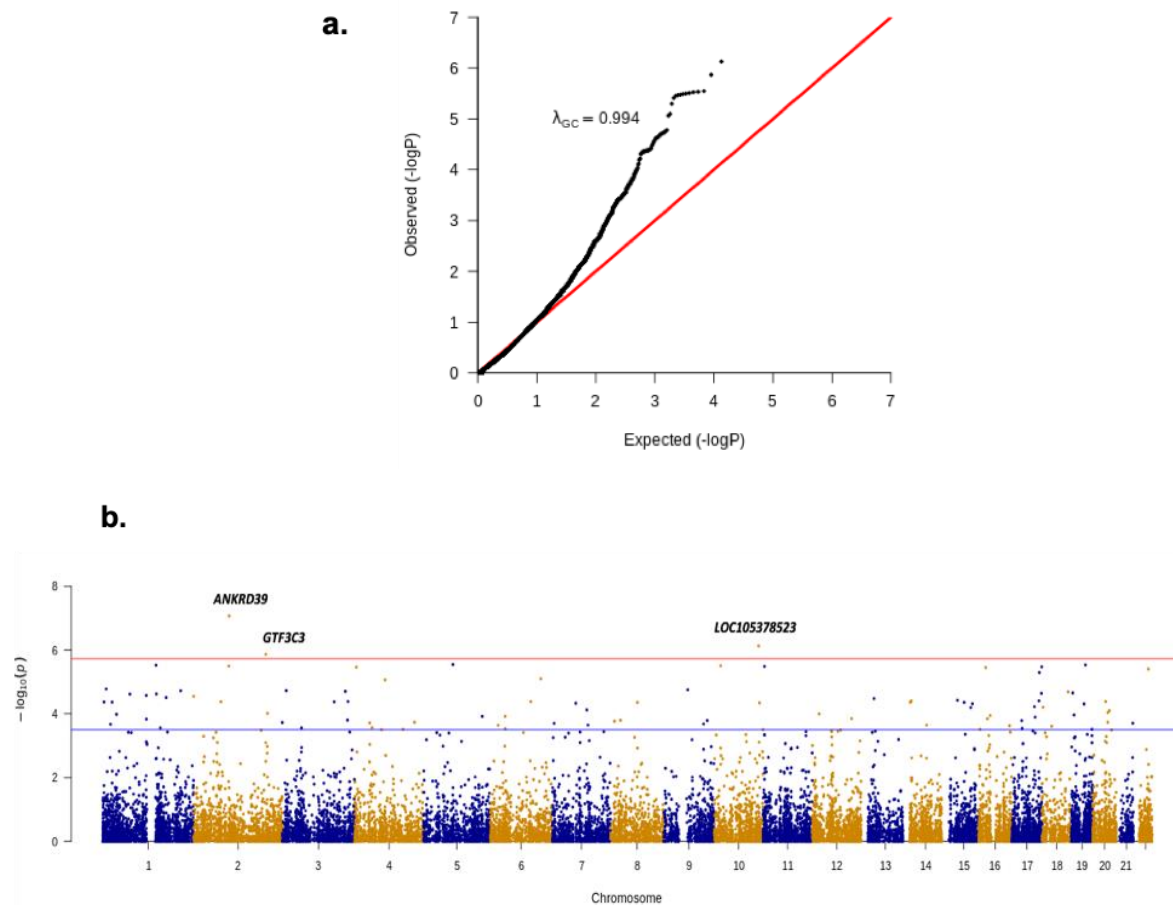 a.
7
6
5
4
3
2
1
0
Observed (-logP)
λGC = 0.994
0 1 2 3 4 5 6 7
Expected (-logP)
b.
8
6
4
2
0
− log10(p)
ANKRD39
GTF3C3
LOC105378523
1 2 3 4 5 6 7 8 9 10 11 12 13 14 15 16 17 18 19 20 21
Chromosome